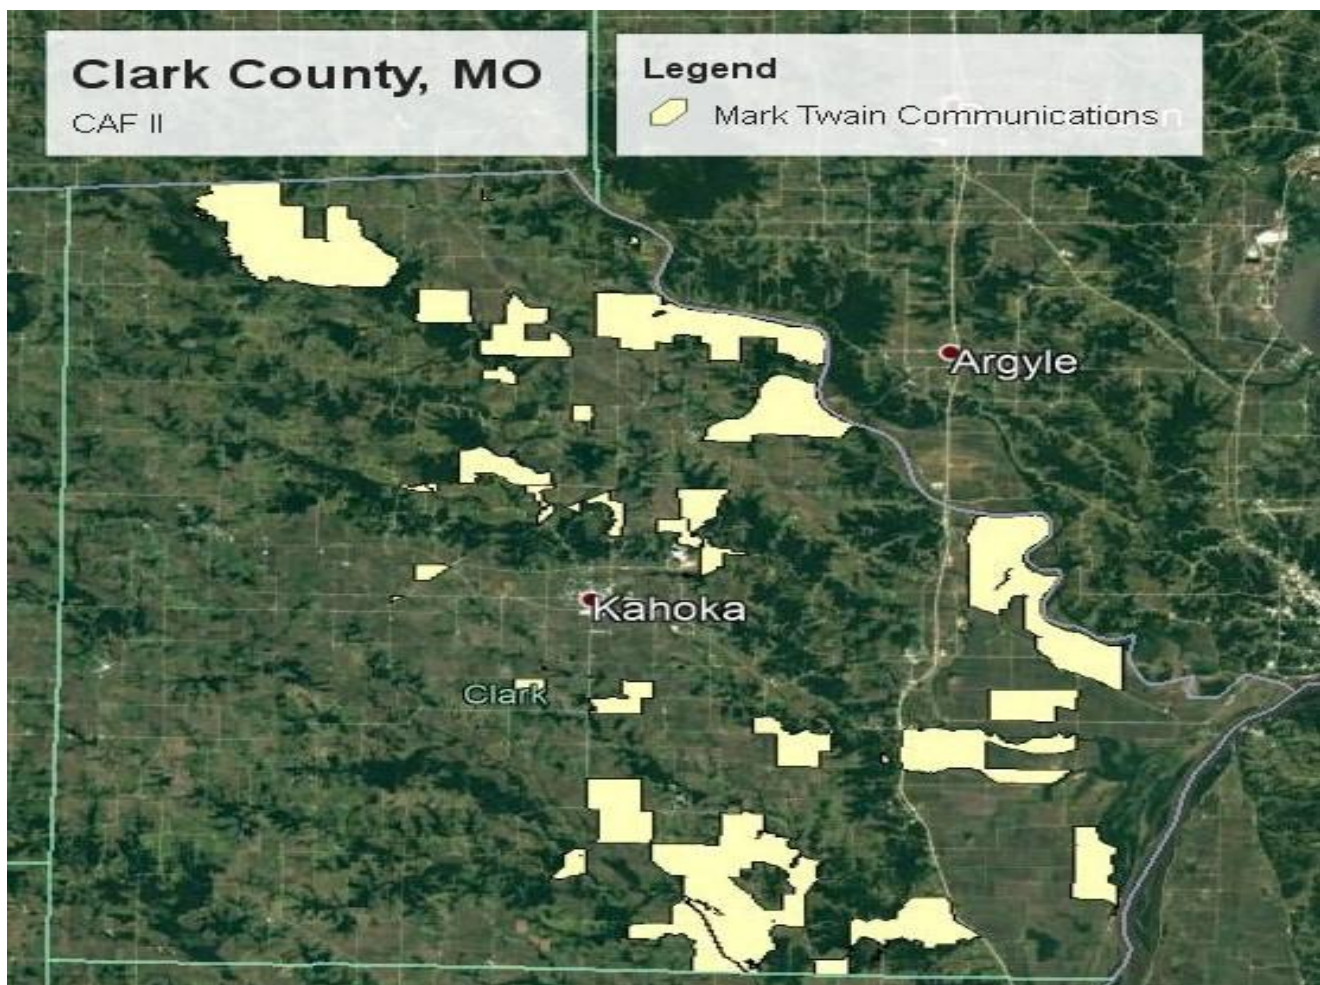 Clark County, MO
CAF II
Legend
Mark Twain Communications
Argyle
Kahoka
Clark